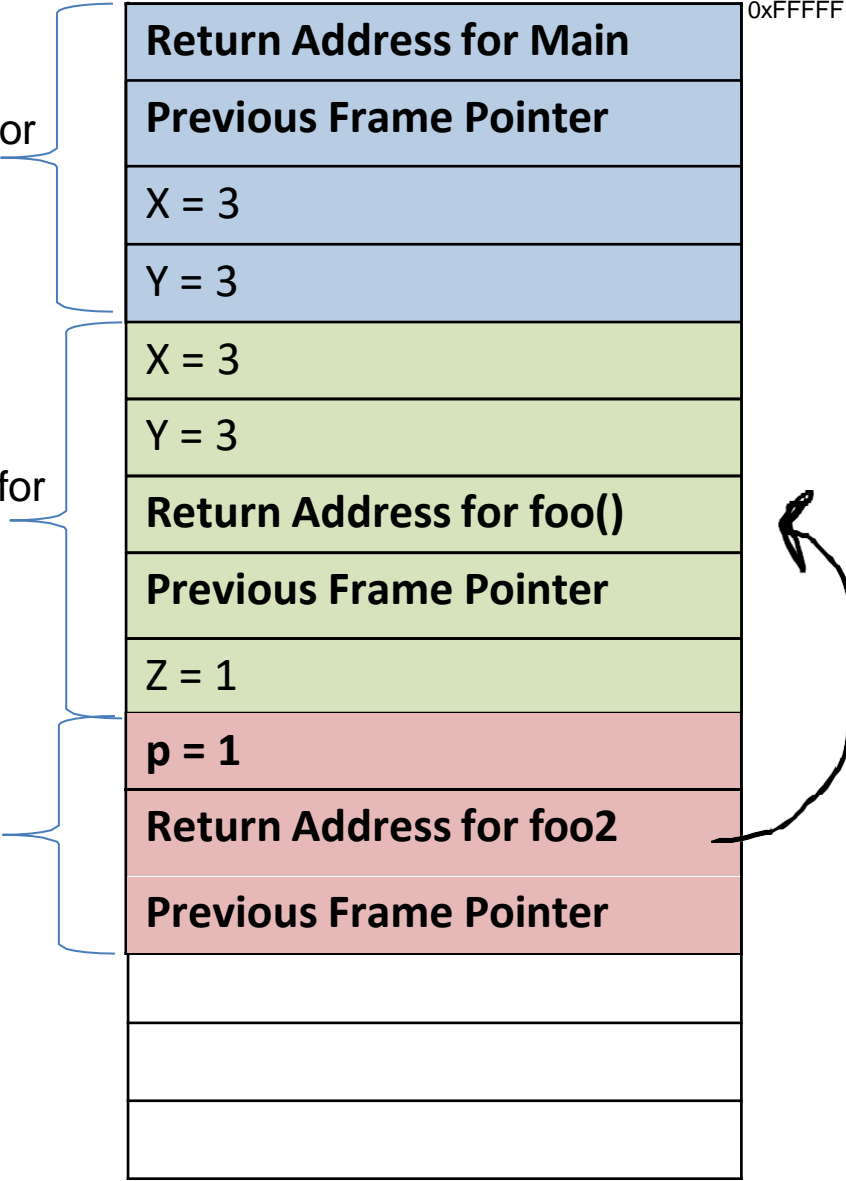 0xFFFFF
Return Address for Main
Previous Frame Pointer
or
X = 3
Y = 3
X = 3
Y = 3
for
Return Address for foo()
Previous Frame Pointer
Z = 1
p = 1
Return Address for foo2
Previous Frame Pointer